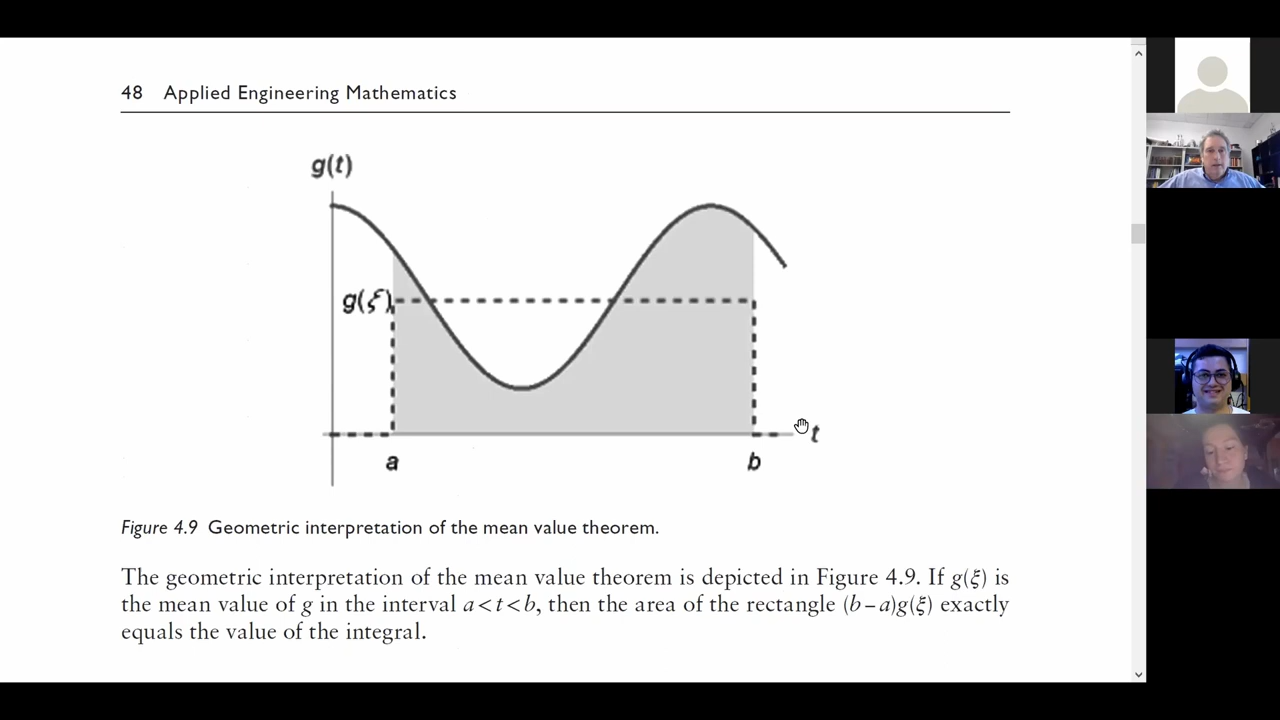 48 Applied Engineering Mathematics
g(t)
g(ξ)
t
a
b
Figure 4.9 Geometric interpretation of the mean value theorem.
The geometric interpretation of the mean value theorem is depicted in Figure 4.9. If g(ξ) is
the mean value of g in the interval a<t<b, then the area of the rectangle (b–a)g(ξ) exactly
equals the value of the integral.